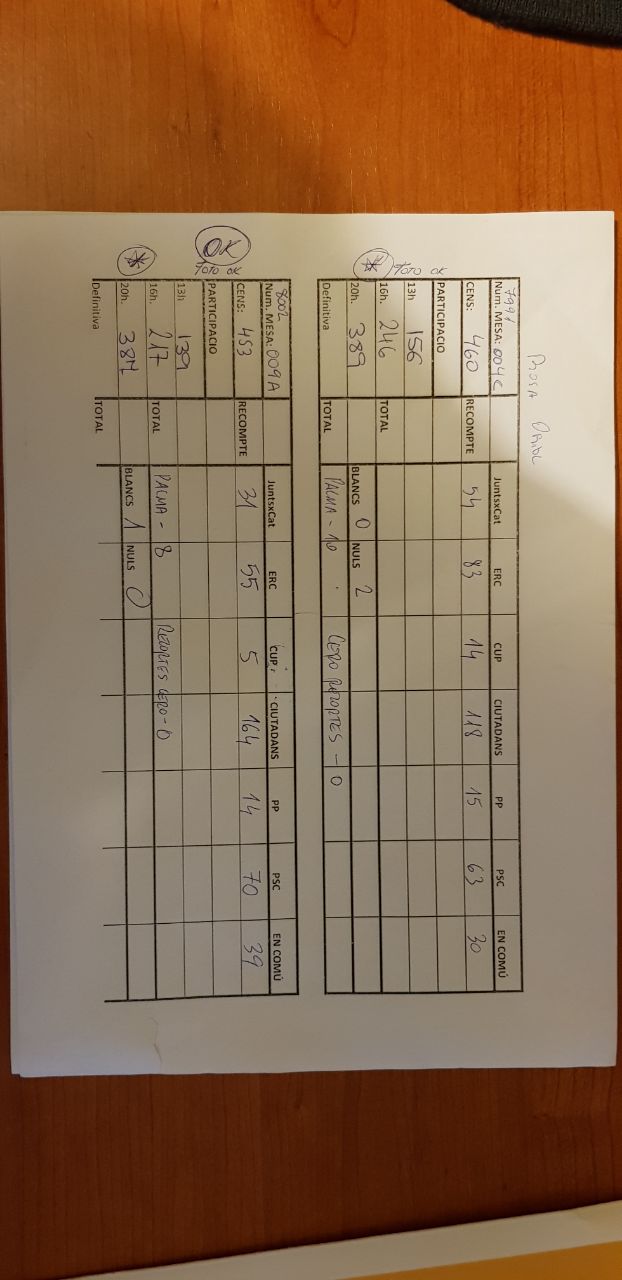 ROSA ORIOL
7991
Num. MESA: 004C JuntsxCat ERC CUP CIUTADANS PP PSC EN COMÚ
CENS: 460 RECOMPTE 54 83 14 118 15 63 30
PARTICIPACIO
13h 156
16h. 246 TOTAL
20h. 389 BLANCS 0 NULS 2
Definitiva TOTAL PACMA - 10 CERO RECORTES - 0
* FOTO OK
8002
Num. MESA: 009A JuntsxCat ERC CUP CIUTADANS PP PSC EN COMÚ
CENS: 453 RECOMPTE 31 55 5 164 14 70 39
PARTICIPACIO
13h 139
16h. 217 TOTAL PACMA - 8 RECORTES CERO - 0
20h. 387 BLANCS 1 NULS 0
Definitiva TOTAL
OK
FOTO OK
*